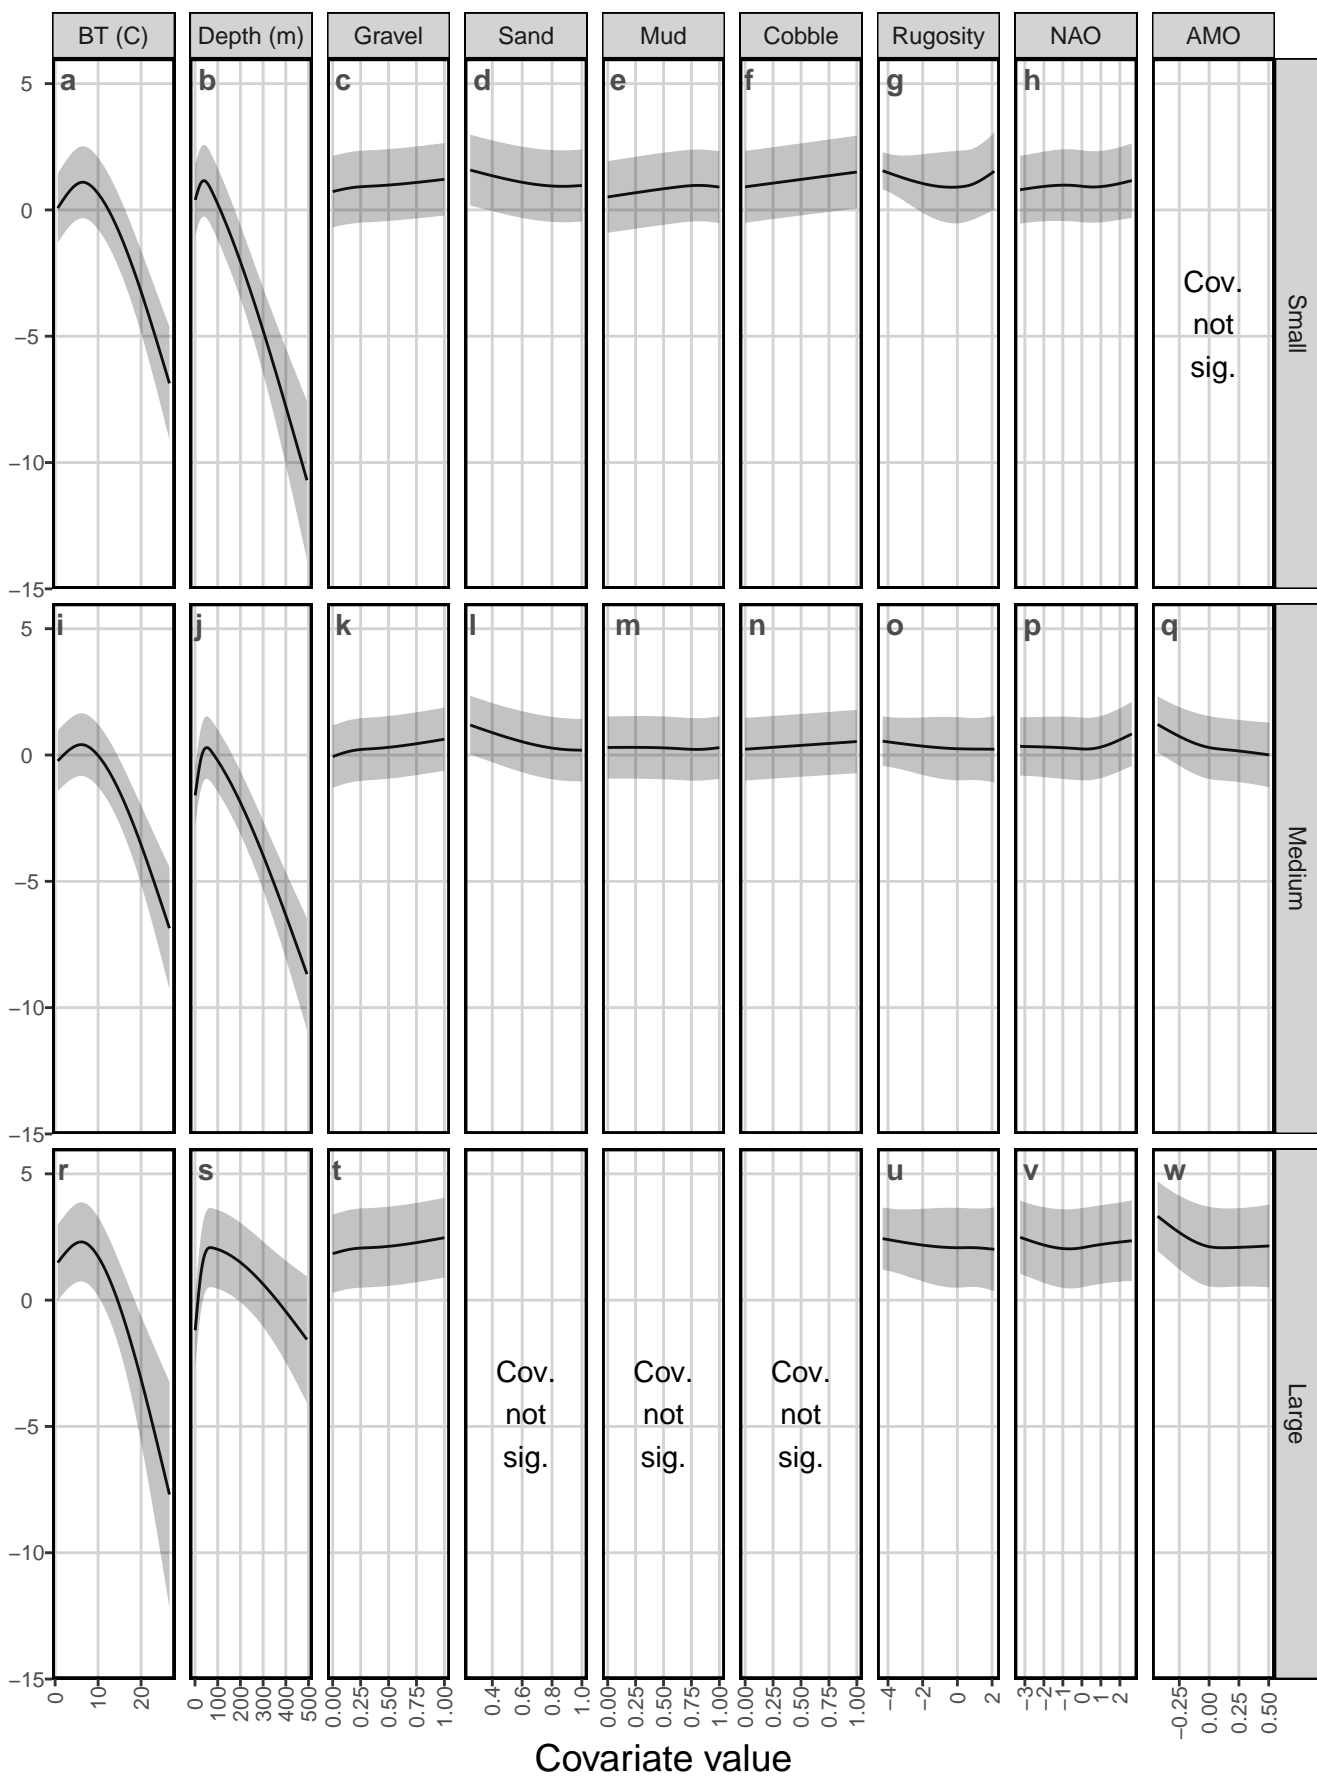 BT (C) Depth (m) Gravel Sand Mud Cobble Rugosity NAO AMO
a b c d e f g h
5
0
−5
−10
−15
Cov.
not
sig.
Small
i j k l m n o p q
5
0
−5
−10
−15
Medium
r s t u v w
5
0
−5
−10
−15
Cov. Cov. Cov.
not not not
sig. sig. sig.
Large
0 10 20 0 100 200 300 400 500 0.00 0.25 0.50 0.75 1.00 0.4 0.6 0.8 1.0 0.00 0.25 0.50 0.75 1.00 0.00 0.25 0.50 0.75 1.00 −4 −2 0 2 −3 −2 −1 0 1 2 −0.25 0.00 0.25 0.50
Covariate value